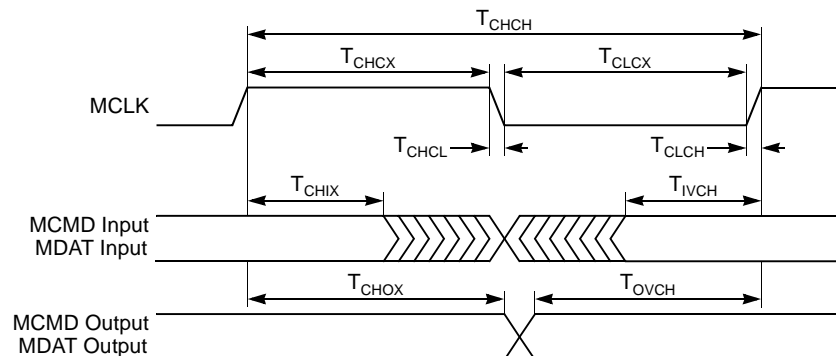 TCHCH
TCHCX
TCLCX
MCLK
TCHCL
TCLCH
TCHIX
TIVCH
MCMD Input
MDAT Input
TCHOX
TOVCH
MCMD Output
MDAT Output